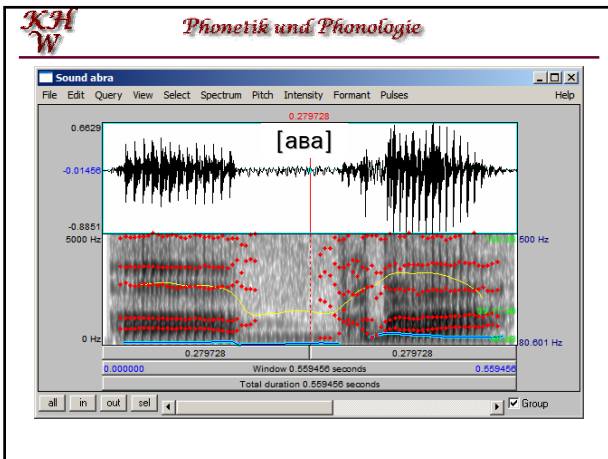 KH
W
Phonetik und Phonologie
Sound abra
File Edit Query View Select Spectrum Pitch Intensity Formant Pulses Help
0.279728
0.6629
[aʙa]
-0.01456
-0.8851
5000 Hz
500 Hz
0 Hz
80.601 Hz
0.279728 0.279728
0.000000 Window 0.559456 seconds 0.559456
Total duration 0.559456 seconds
all in out sel Group